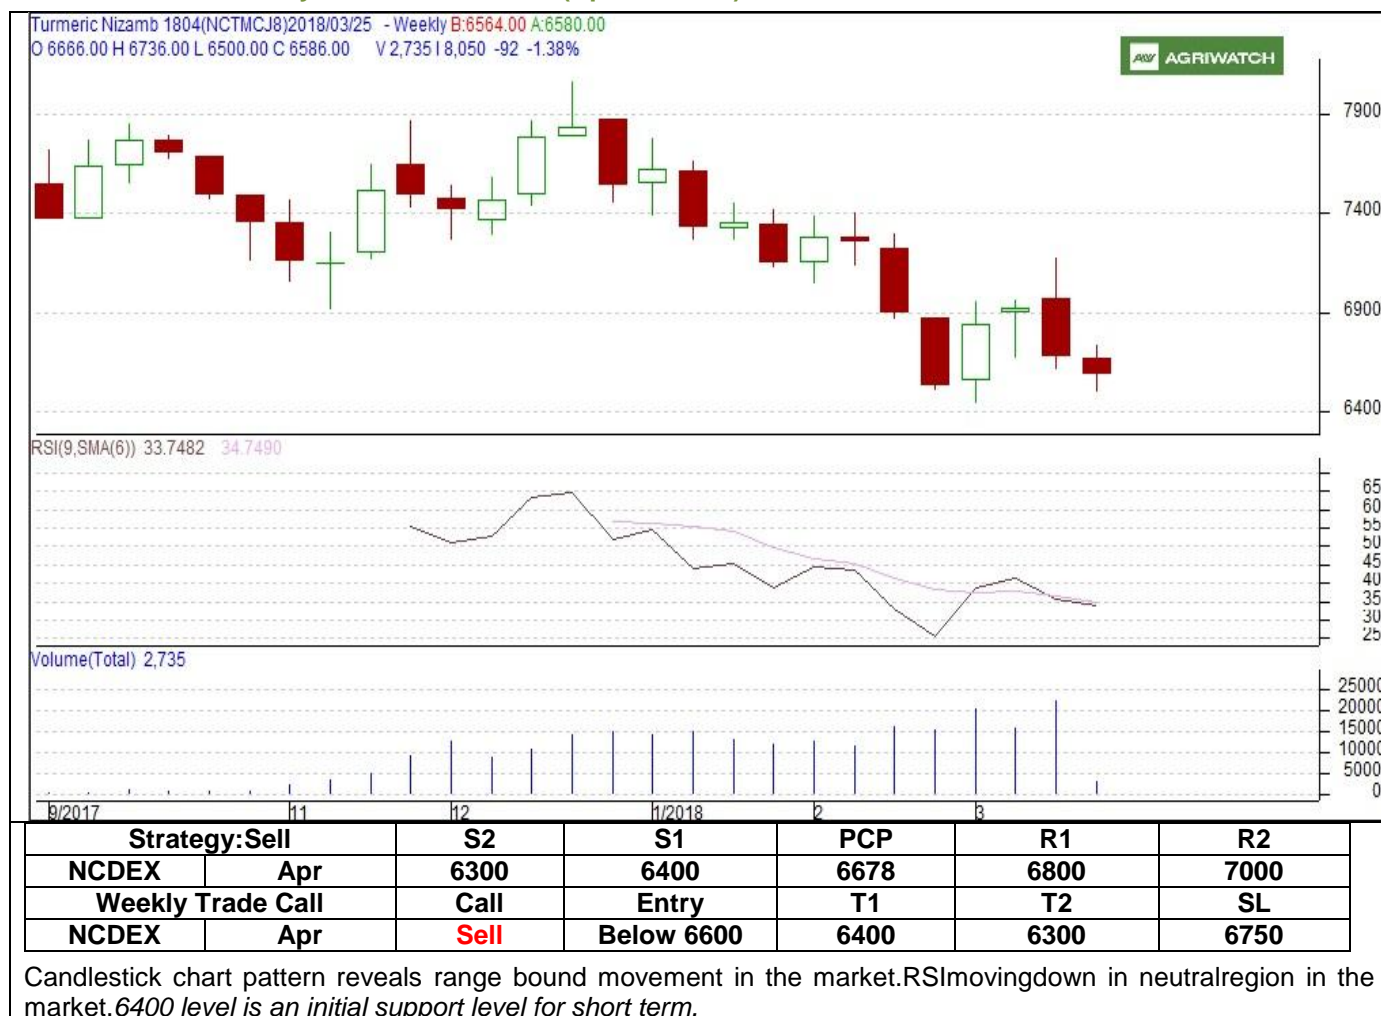 Turmeric Nizamb 1804(NCTMCJ8)2018/03/25 - Weekly B:6564.00 A:6580.00
O 6666.00 H 6736.00 L 6500.00 C 6586.00 V 2,735 I 8,050 -92 -1.38%
AW AGRIWATCH
7900
7400
6900
6400
RSI(9,SMA(6)) 33.7482 34.7490
65
60
55
50
45
40
35
30
25
Volume(Total) 2,735
25000
20000
15000
10000
5000
0
9/2017 11 12 1/2018 2 3
Strategy:Sell S2 S1 PCP R1 R2
NCDEX Apr 6300 6400 6678 6800 7000
Weekly Trade Call Call Entry T1 T2 SL
NCDEX Apr Sell Below 6600 6400 6300 6750
Candlestick chart pattern reveals range bound movement in the market.RSImovingdown in neutralregion in the
market.6400 level is an initial support level for short term.